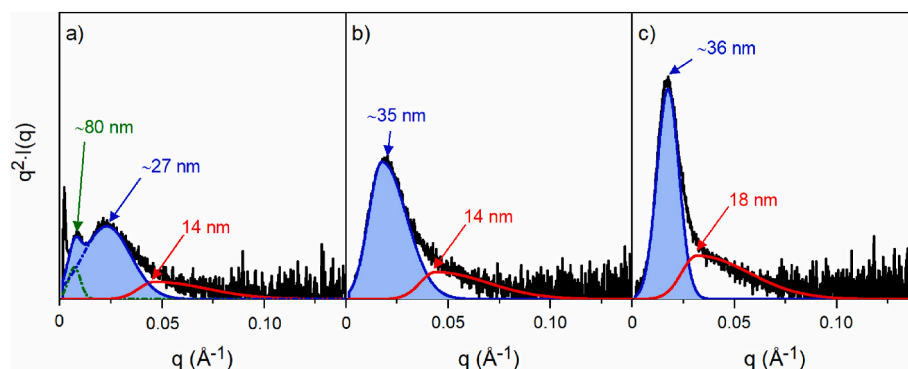 a)
b)
c)
~80 nm
~27 nm
14 nm
~35 nm
14 nm
~36 nm
18 nm
q²·I(q)
0
0.05
0.10
0
0.05
0.10
0
0.05
0.10
q (Å⁻¹)
q (Å⁻¹)
q (Å⁻¹)